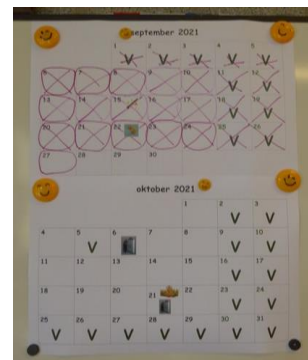 september 2021
1 2 3 4 5
V V V V V
6 7 8 9 10 11 12
V V
13 14 15 16 17 18 19
V V
20 21 22 23 24 25 26
V V
27 28 29 30
oktober 2021
1 2 3
V V
4 5 6 7 8 9 10
V V V
11 12 13 14 15 16 17
V V
18 19 20 21 22 23 24
V V
25 26 27 28 29 30 31
V V V V V V V